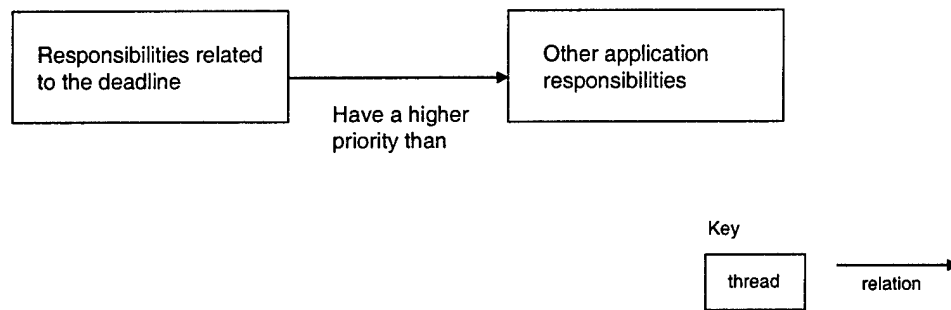 Responsibilities related
to the deadline
Other application
responsibilities
Have a higher
priority than
Key
thread
relation